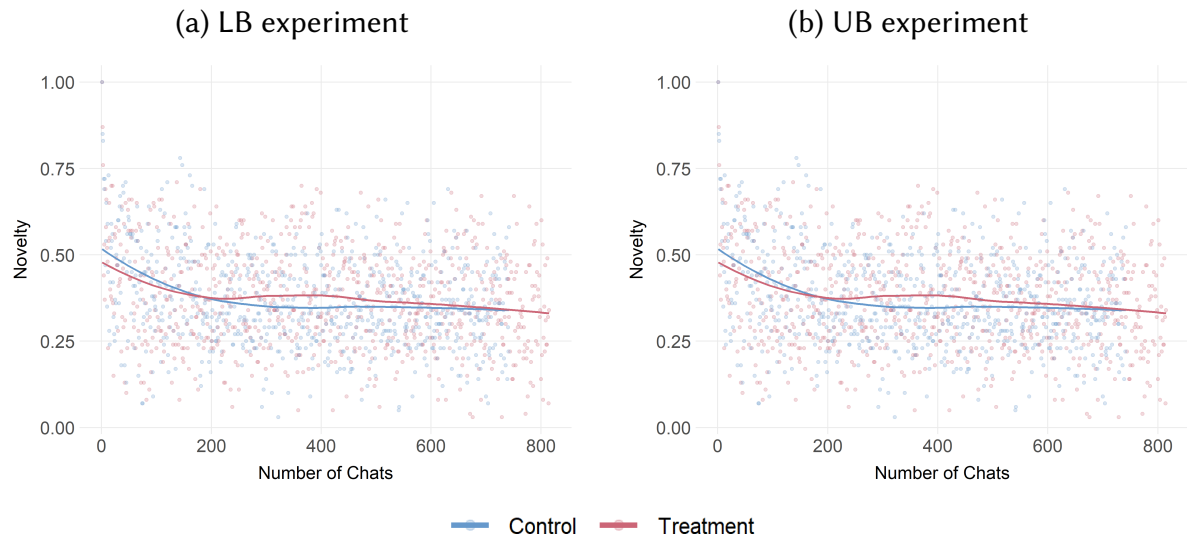 (a) LB experiment
(b) UB experiment
1.00
0.75
0.50
0.25
0.00
Novelty
0 200 400 600 800
Number of Chats
1.00
0.75
0.50
0.25
0.00
Novelty
0 200 400 600 800
Number of Chats
Control Treatment